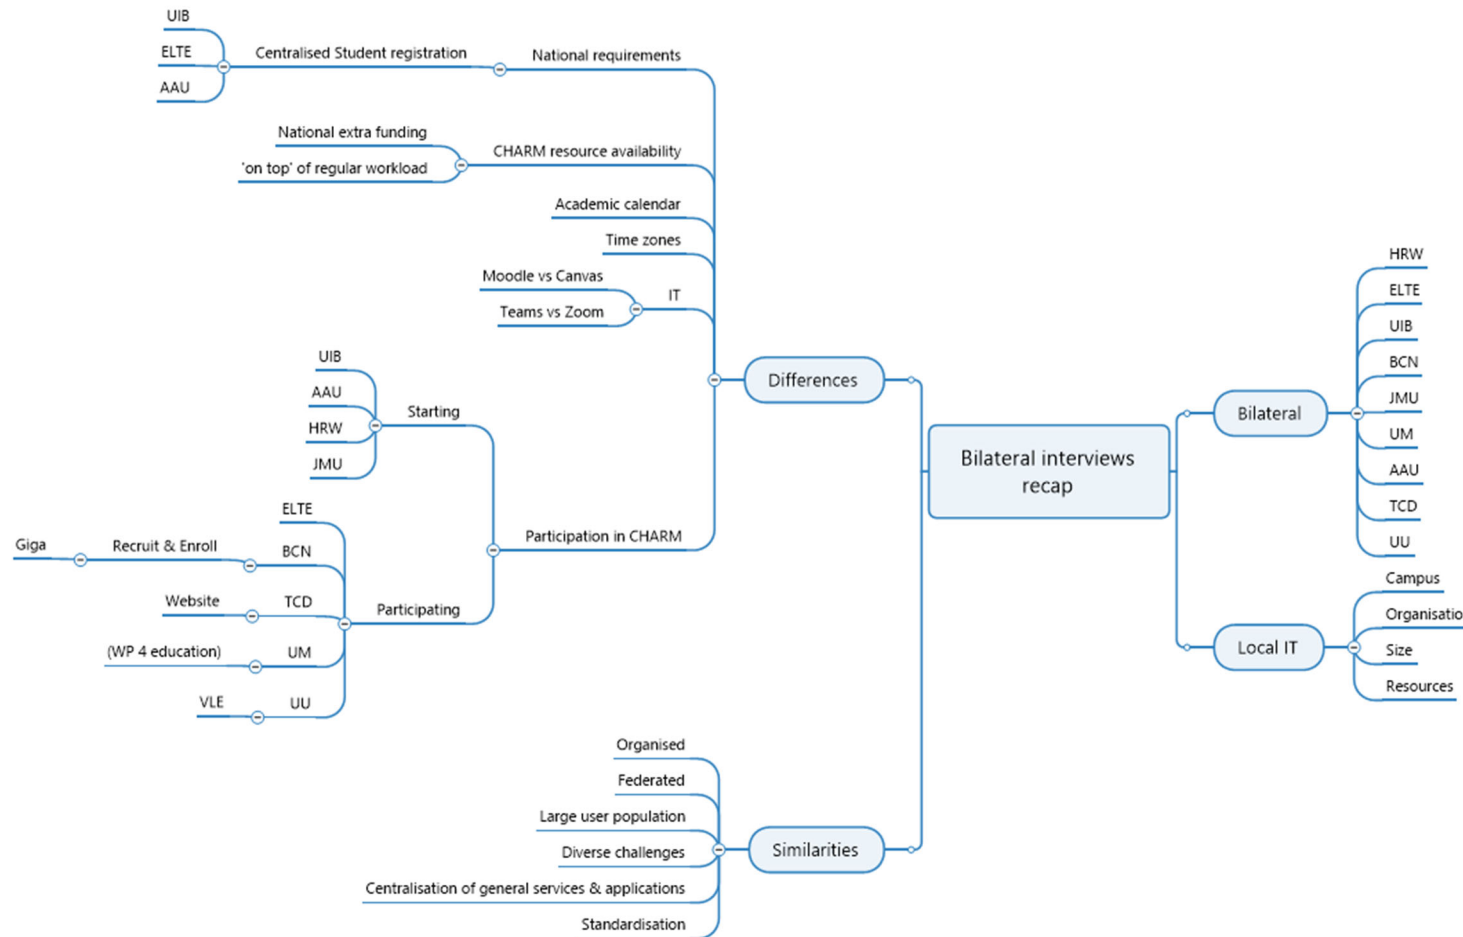 UIB
ELTE
AAU
Centralised Student registration
National requirements
National extra funding
'on top' of regular workload
CHARM resource availability
Academic calendar
Time zones
Moodle vs Canvas
Teams vs Zoom
IT
UIB
AAU
HRW
JMU
Starting
ELTE
Giga
Recruit & Enroll
BCN
Website
TCD
(WP 4 education)
UM
VLE
UU
Participating
Participation in CHARM
Differences
Organised
Federated
Large user population
Diverse challenges
Centralisation of general services & applications
Standardisation
Similarities
Bilateral interviews
recap
Bilateral
HRW
ELTE
UIB
BCN
JMU
UM
AAU
TCD
UU
Local IT
Campus
Organisatio
Size
Resources